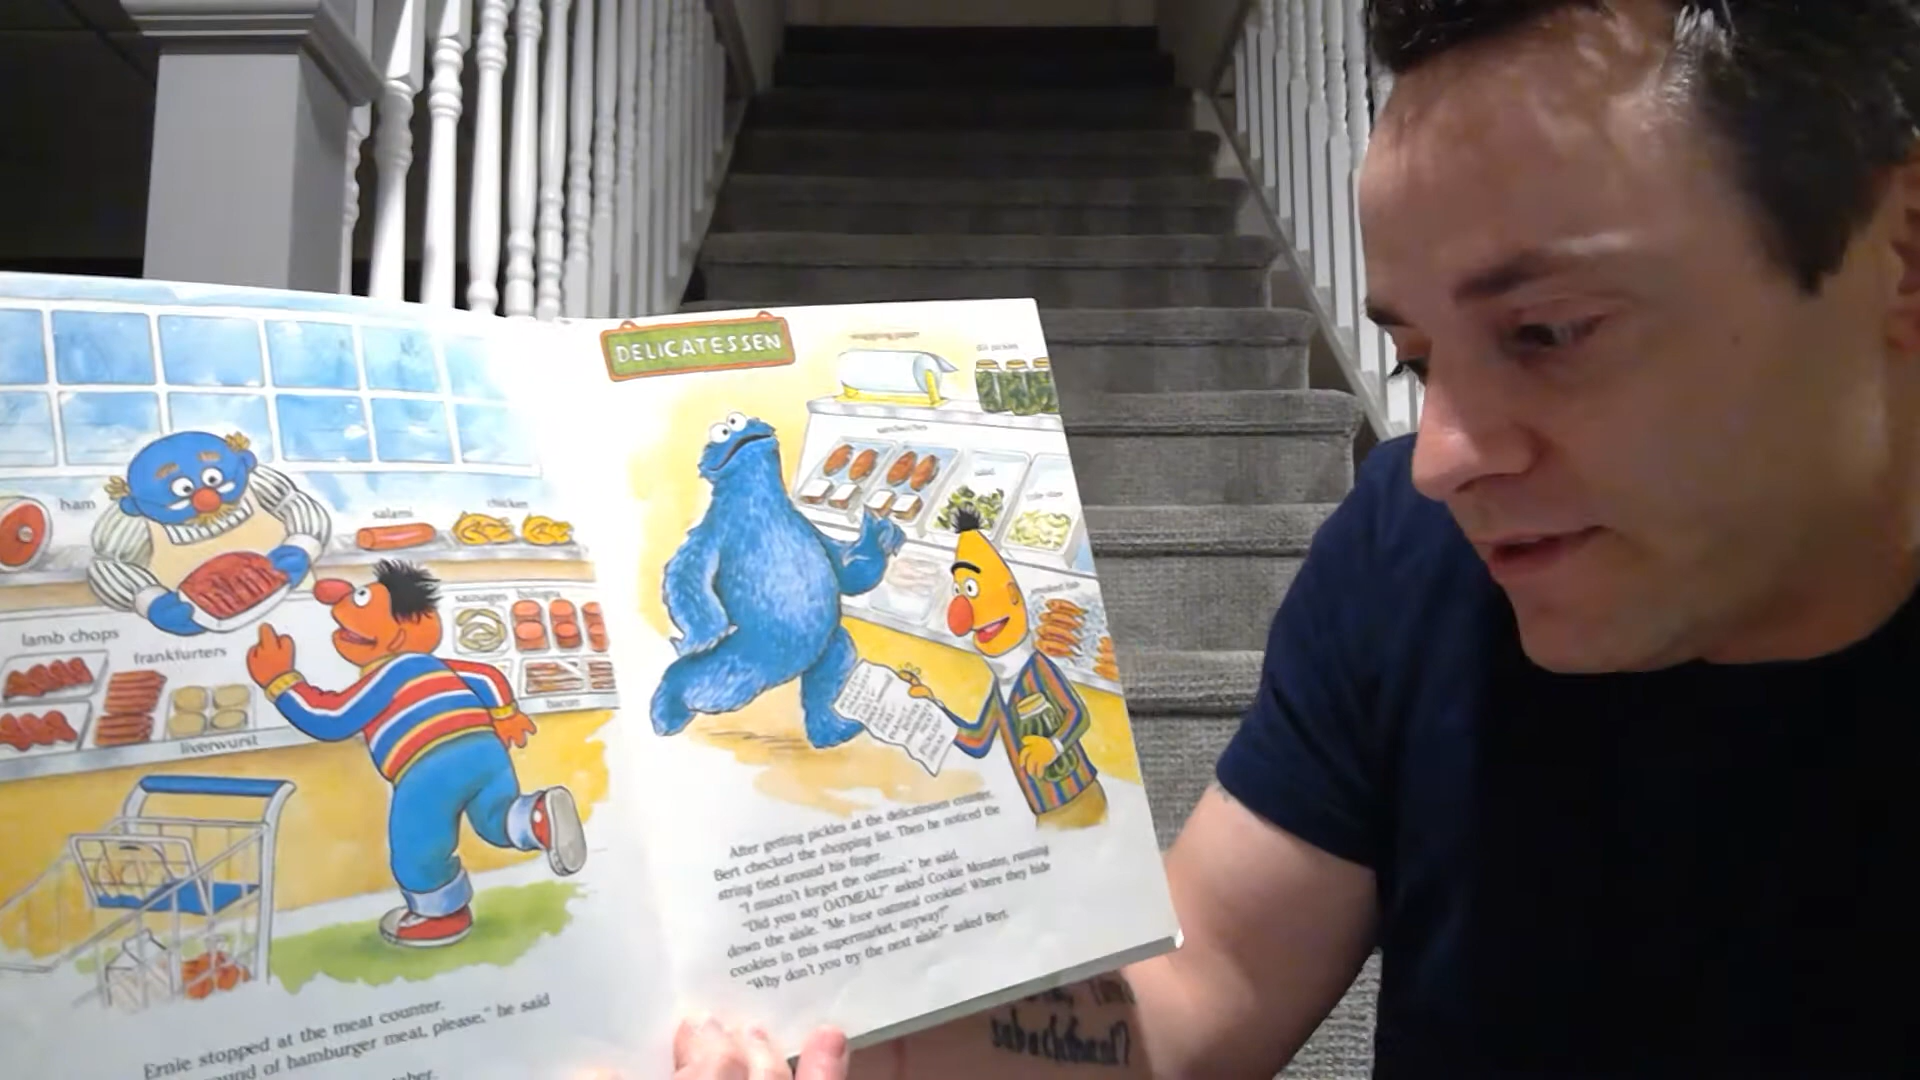 ham
salami
chicken
lamb chops
frankfurters
sausages
liverwurst
bacon
Ernie stopped at the meat counter.
of hamburger meat, please," he said
DELICATESSEN
dill pickles
sandwiches
salad
After getting pickles at the delicatessen counter,
Bert checked the shopping list. Then he noticed the
string tied around his finger.
"I mustn't forget the oatmeal," he said.
"Did you say OATMEAL?" asked Cookie Monster, running
down the aisle. "Me love oatmeal cookies! Where they hide
cookies in this supermarket, anyway?"
"Why don't you try the next aisle?" asked Bert.